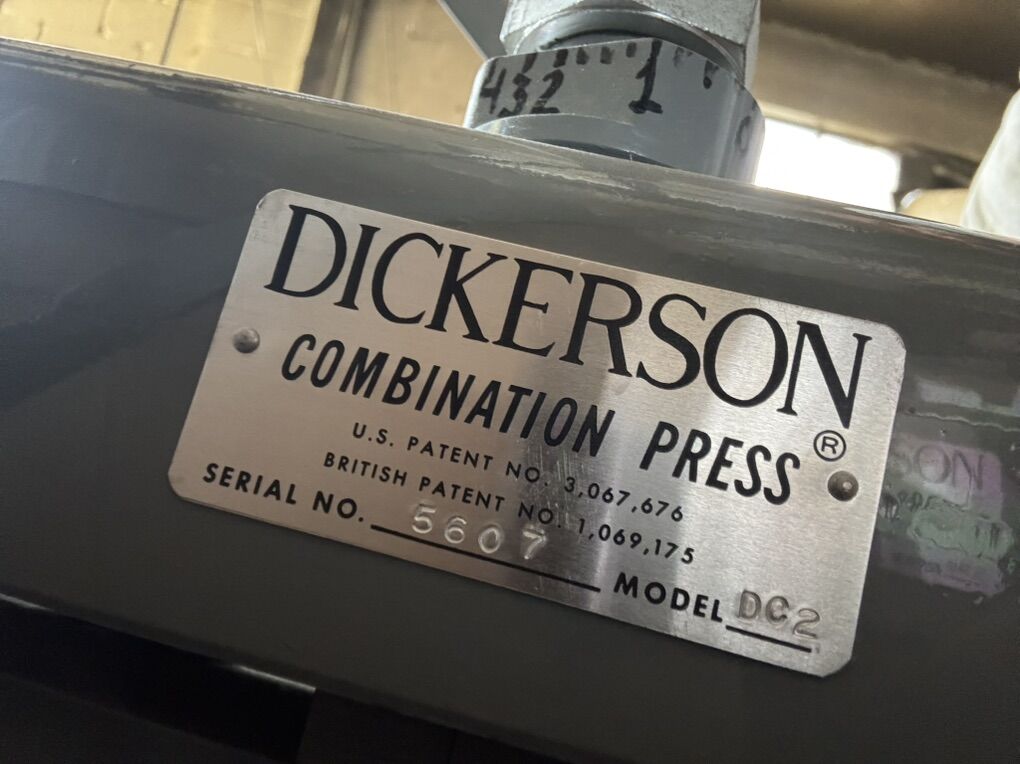 432 1
DICKERSON®
COMBINATION PRESS
U.S. PATENT NO. 3,067,676
BRITISH PATENT NO. 1,069,175
SERIAL NO. 5607 MODEL DC2